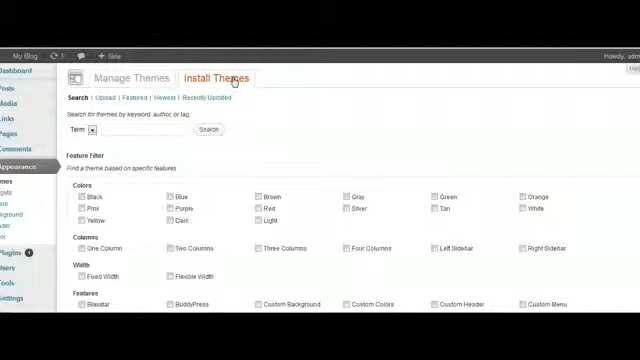 My Blog 1 + New Howdy, adm
Dashboard
Manage Themes Install Themes
Posts
Search | Upload | Featured | Newest | Recently Updated
Media
Links
Search for themes by keyword, author, or tag.
Pages
Term Search
Comments
Feature Filter
Appearance
Find a theme based on specific features
Colors
Black Blue Brown Gray Green Orange
Pink Purple Red Silver Tan White
Yellow Dark Light
Columns
One Column Two Columns Three Columns Four Columns Left Sidebar Right Sidebar
Plugins 1
Width
Users
Fixed Width Flexible Width
Tools
Features
Settings
Blavatar BuddyPress Custom Background Custom Colors Custom Header Custom Menu